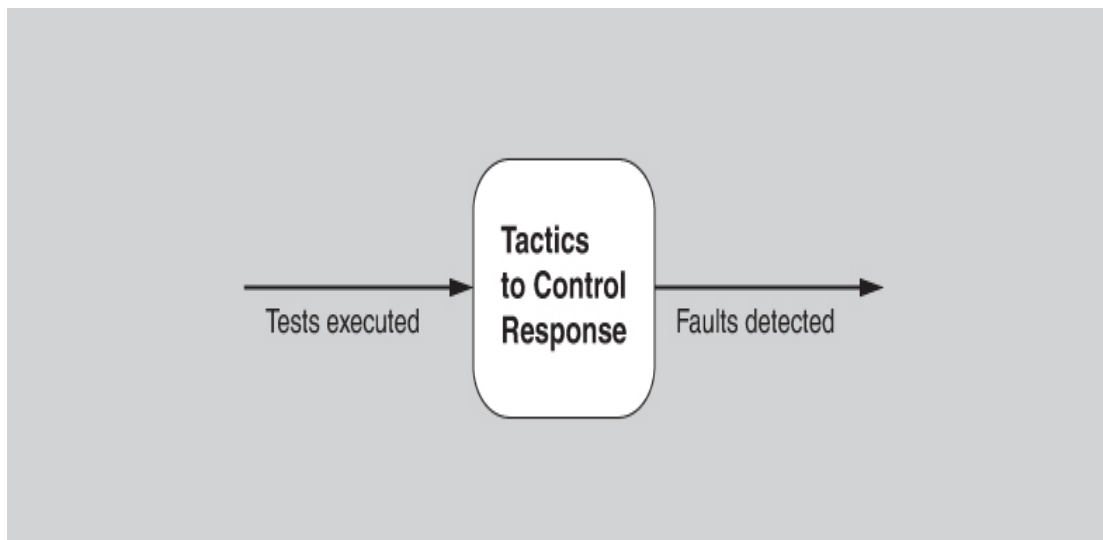 Tests executed
Tactics
to Control
Response
Faults detected